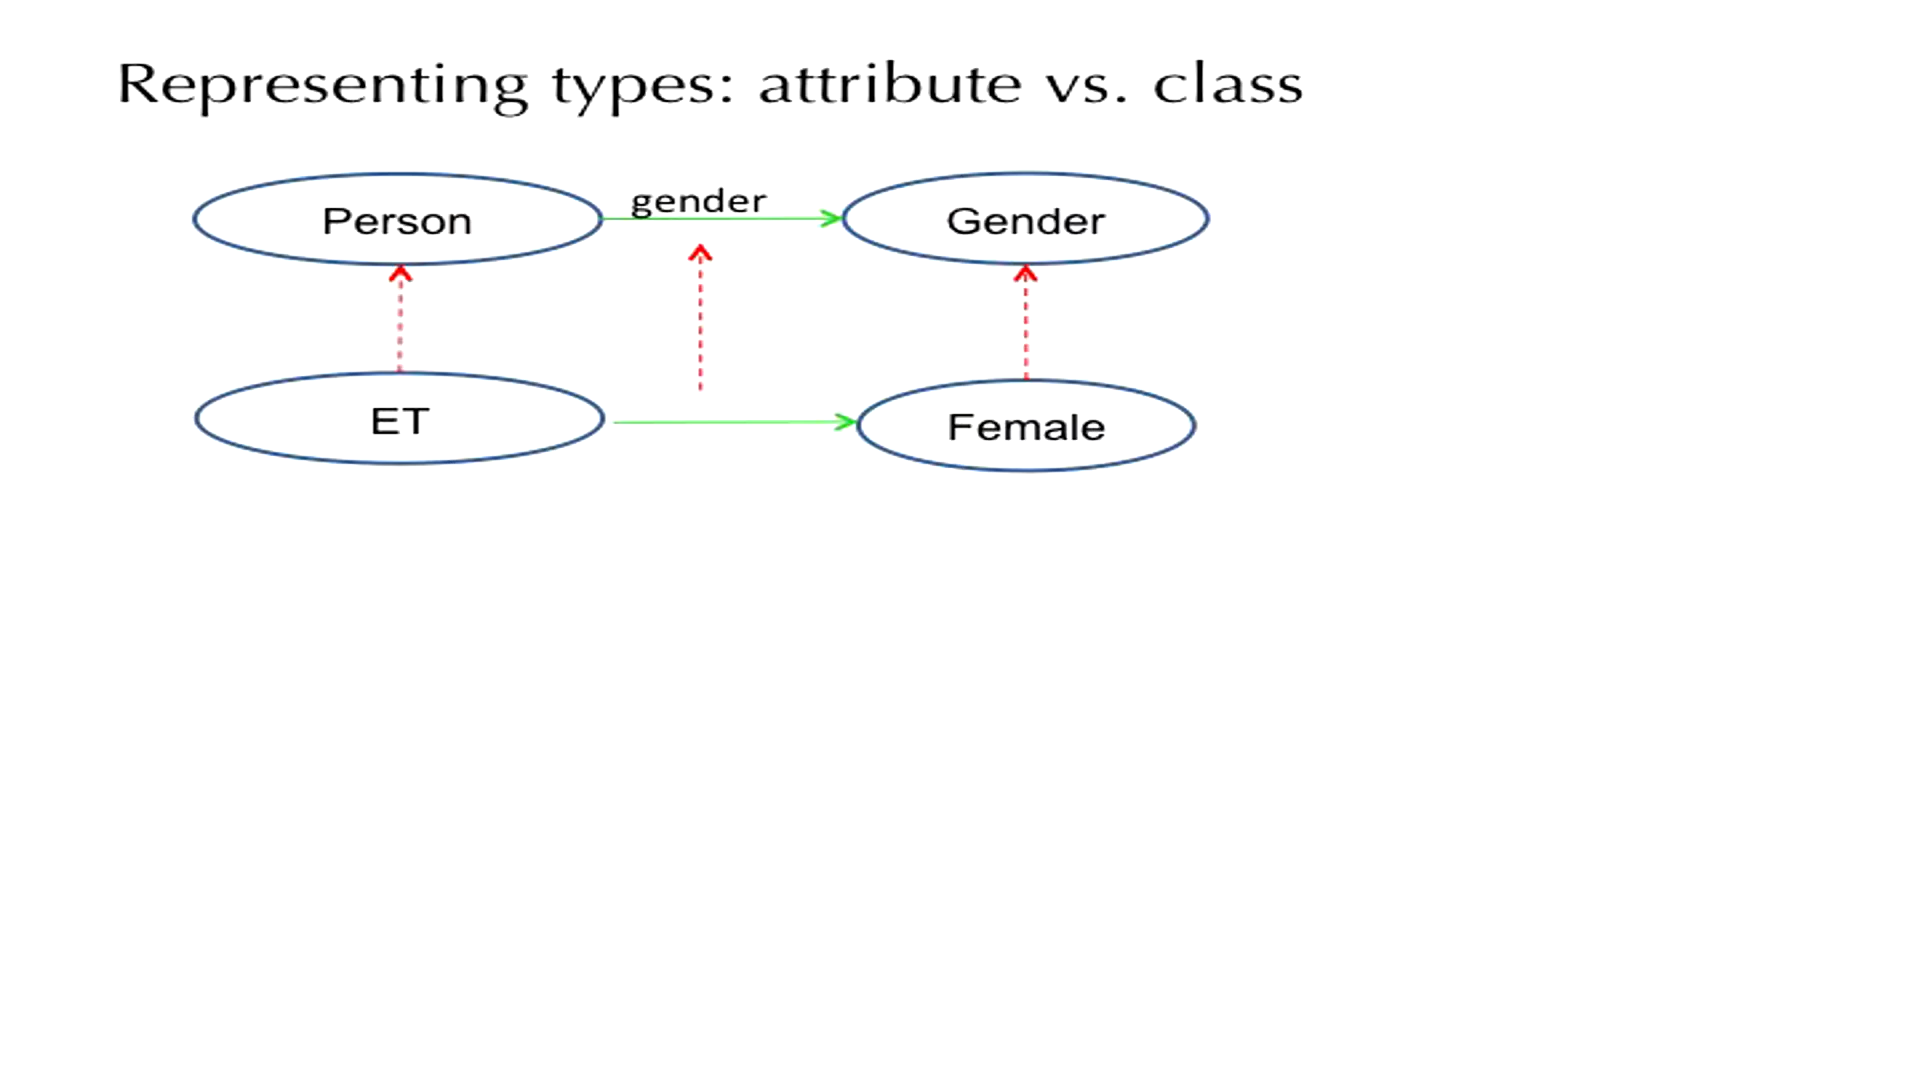 Representing types: attribute vs. class
Person
gender
Gender
ET
Female